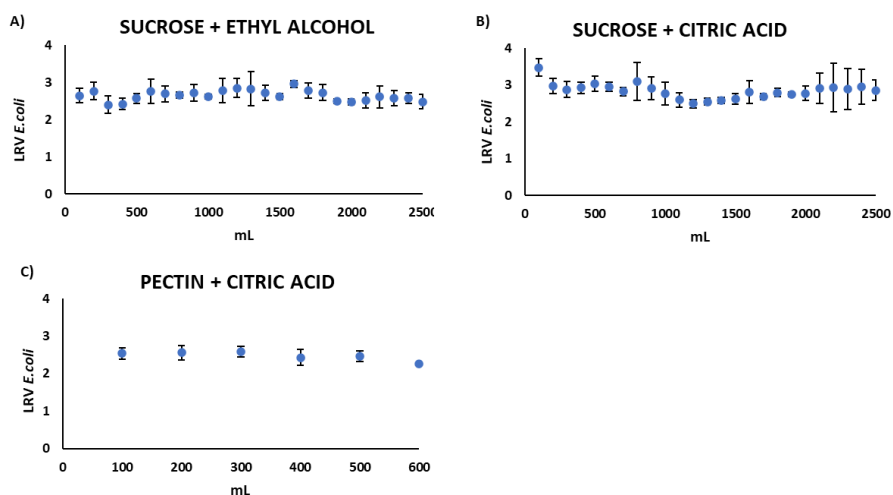 A)
SUCROSE + ETHYL ALCOHOL
4
3
2
1
0
LRV E.coli
0 500 1000 1500 2000 2500
mL
B)
SUCROSE + CITRIC ACID
4
3
2
1
0
LRV E.coli
0 500 1000 1500 2000 2500
mL
C)
PECTIN + CITRIC ACID
4
3
2
1
0
LRV E.coli
0 100 200 300 400 500 600
mL